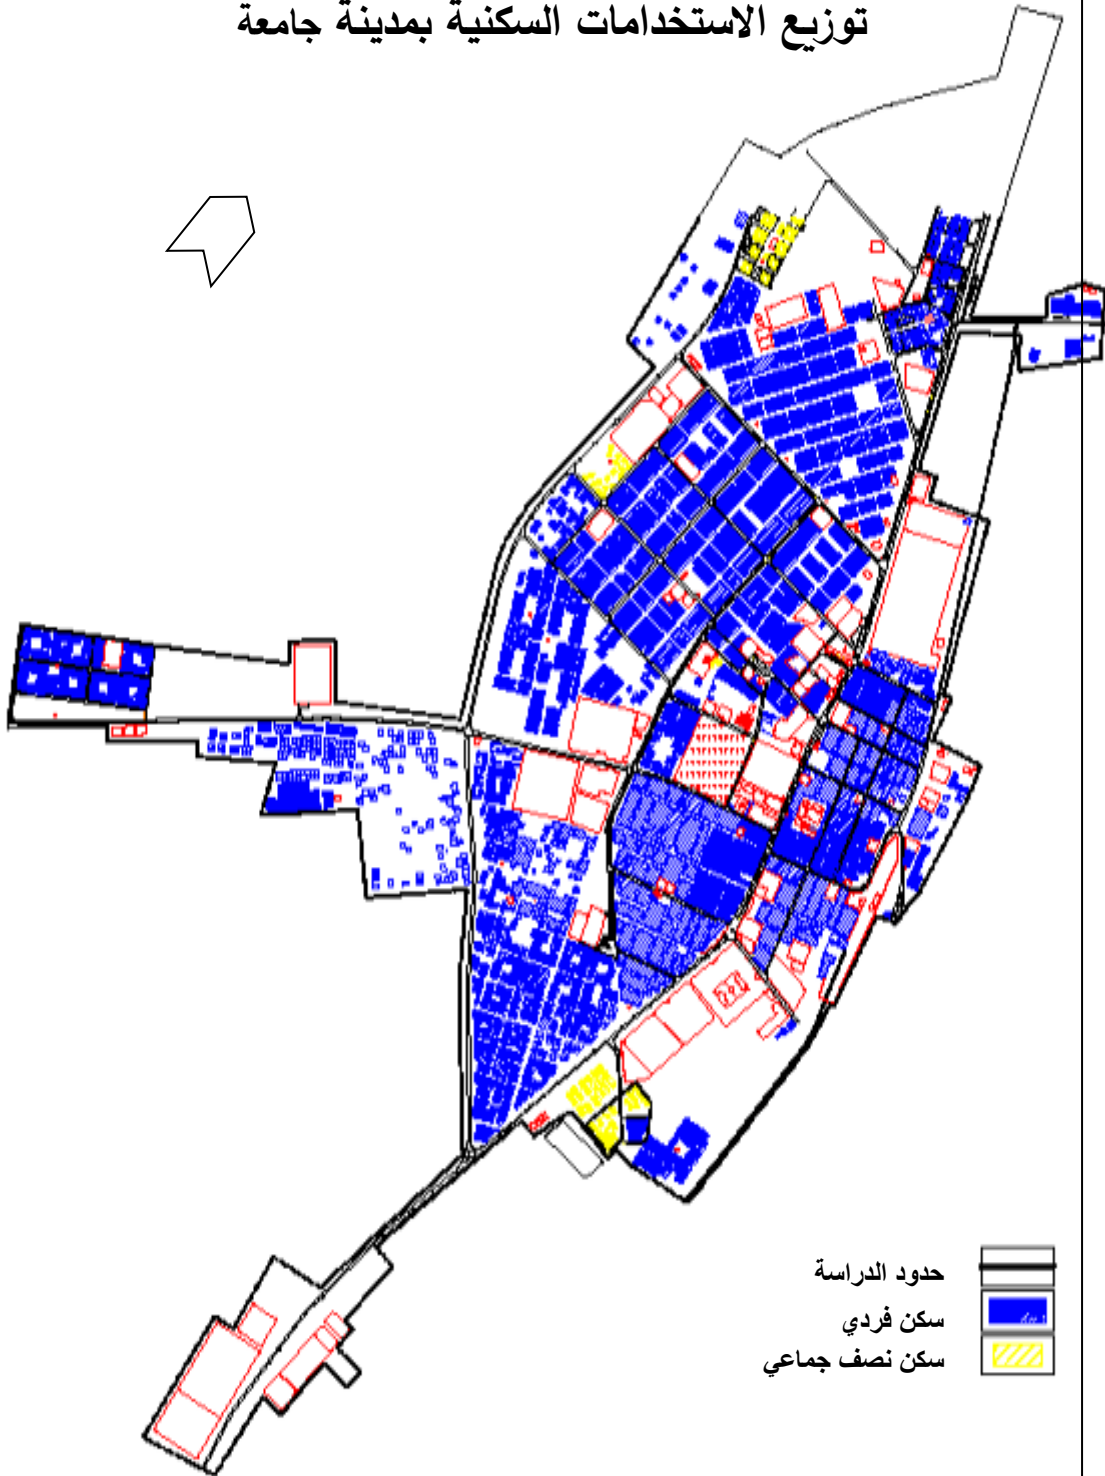 توزيع الاستخدامات السكنية بمدينة جامعة
حدود الدراسة
سكن فردي
سكن نصف جماعي